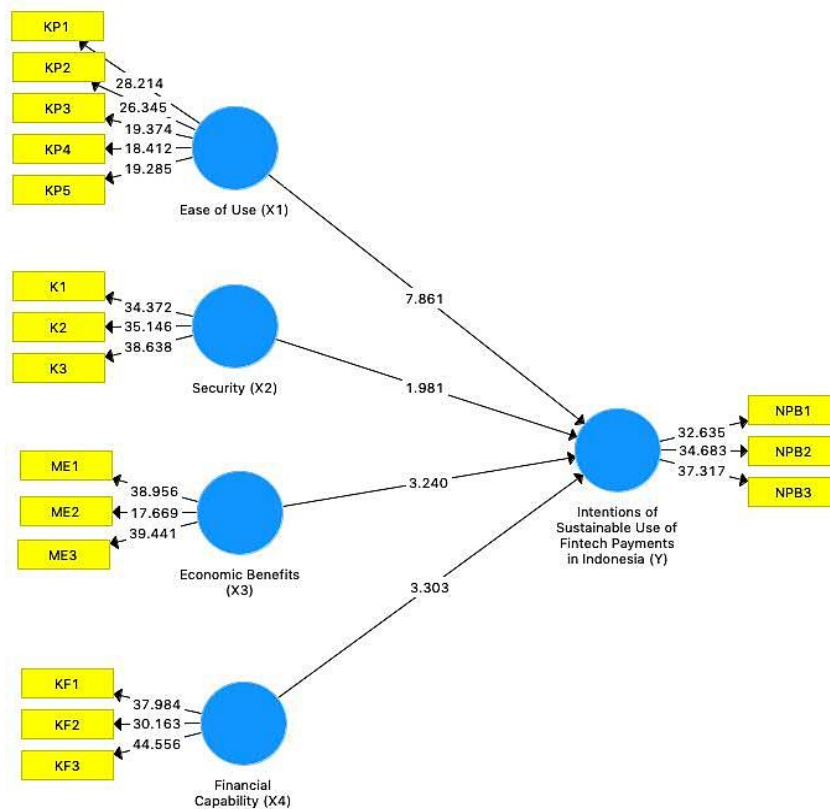 KP1
KP2
KP3
KP4
KP5
28.214
26.345
19.374
18.412
19.285
Ease of Use (X1)
7.861
K1
K2
K3
34.372
35.146
38.638
Security (X2)
1.981
ME1
ME2
ME3
38.956
17.669
39.441
Economic Benefits
(X3)
3.240
KF1
KF2
KF3
37.984
30.163
44.556
Financial
Capability (X4)
3.303
32.635
34.683
37.317
NPB1
NPB2
NPB3
Intentions of
Sustainable Use of
Fintech Payments
in Indonesia (Y)